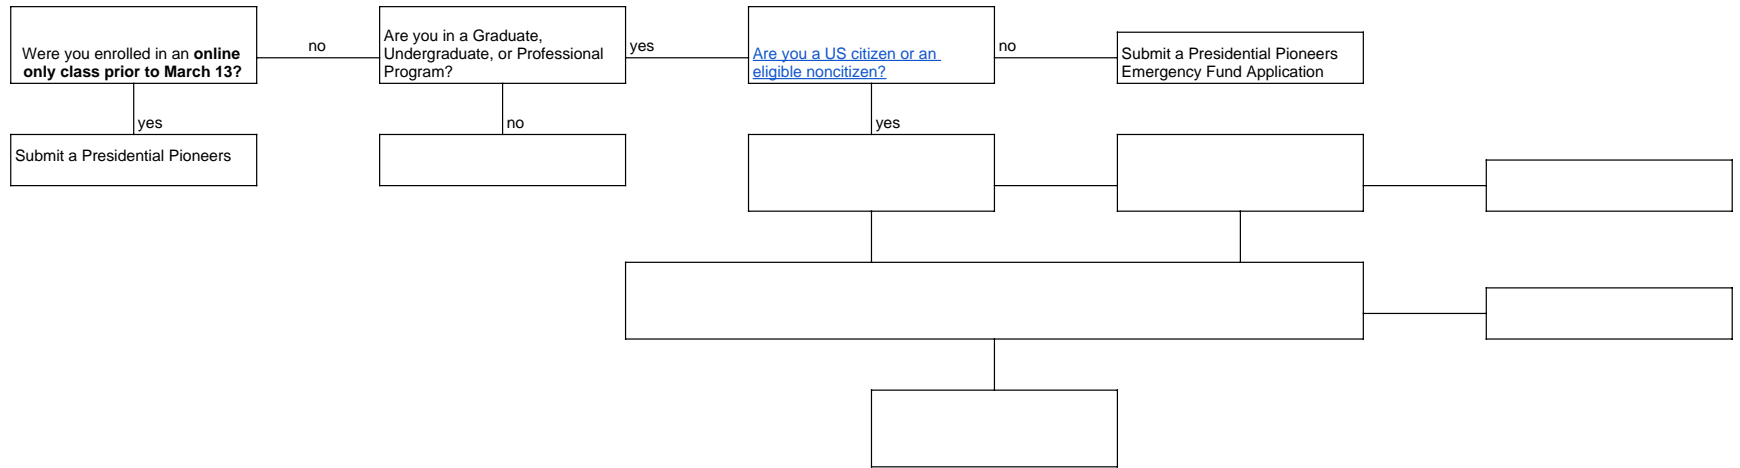 Were you enrolled in an online
only class prior to March 13?
no
Are you in a Graduate,
Undergraduate, or Professional
Program?
yes
Are you a US citizen or an
eligible noncitizen?
no
Submit a Presidential Pioneers
Emergency Fund Application
yes
no
yes
Submit a Presidential Pioneers